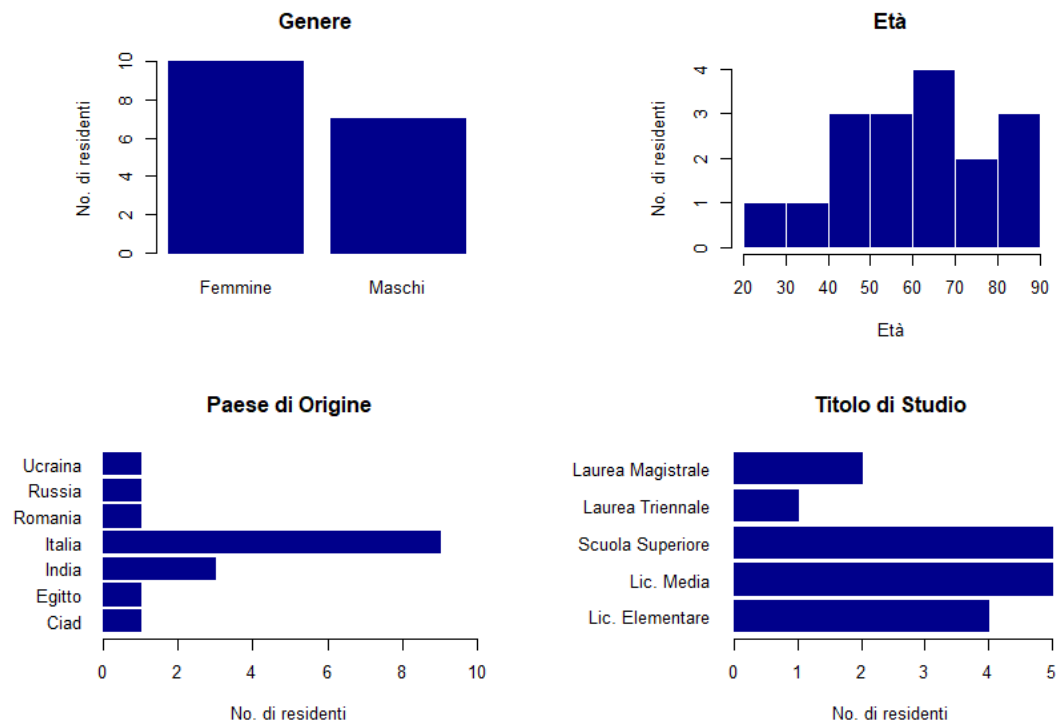 Genere
No. di residenti
0 2 4 6 8 10
Femmine Maschi
Età
No. di residenti
0 1 2 3 4
20 30 40 50 60 70 80 90
Età
Paese di Origine
Ucraina
Russia
Romania
Italia
India
Egitto
Ciad
0 2 4 6 8 10
No. di residenti
Titolo di Studio
Laurea Magistrale
Laurea Triennale
Scuola Superiore
Lic. Media
Lic. Elementare
0 1 2 3 4 5
No. di residenti